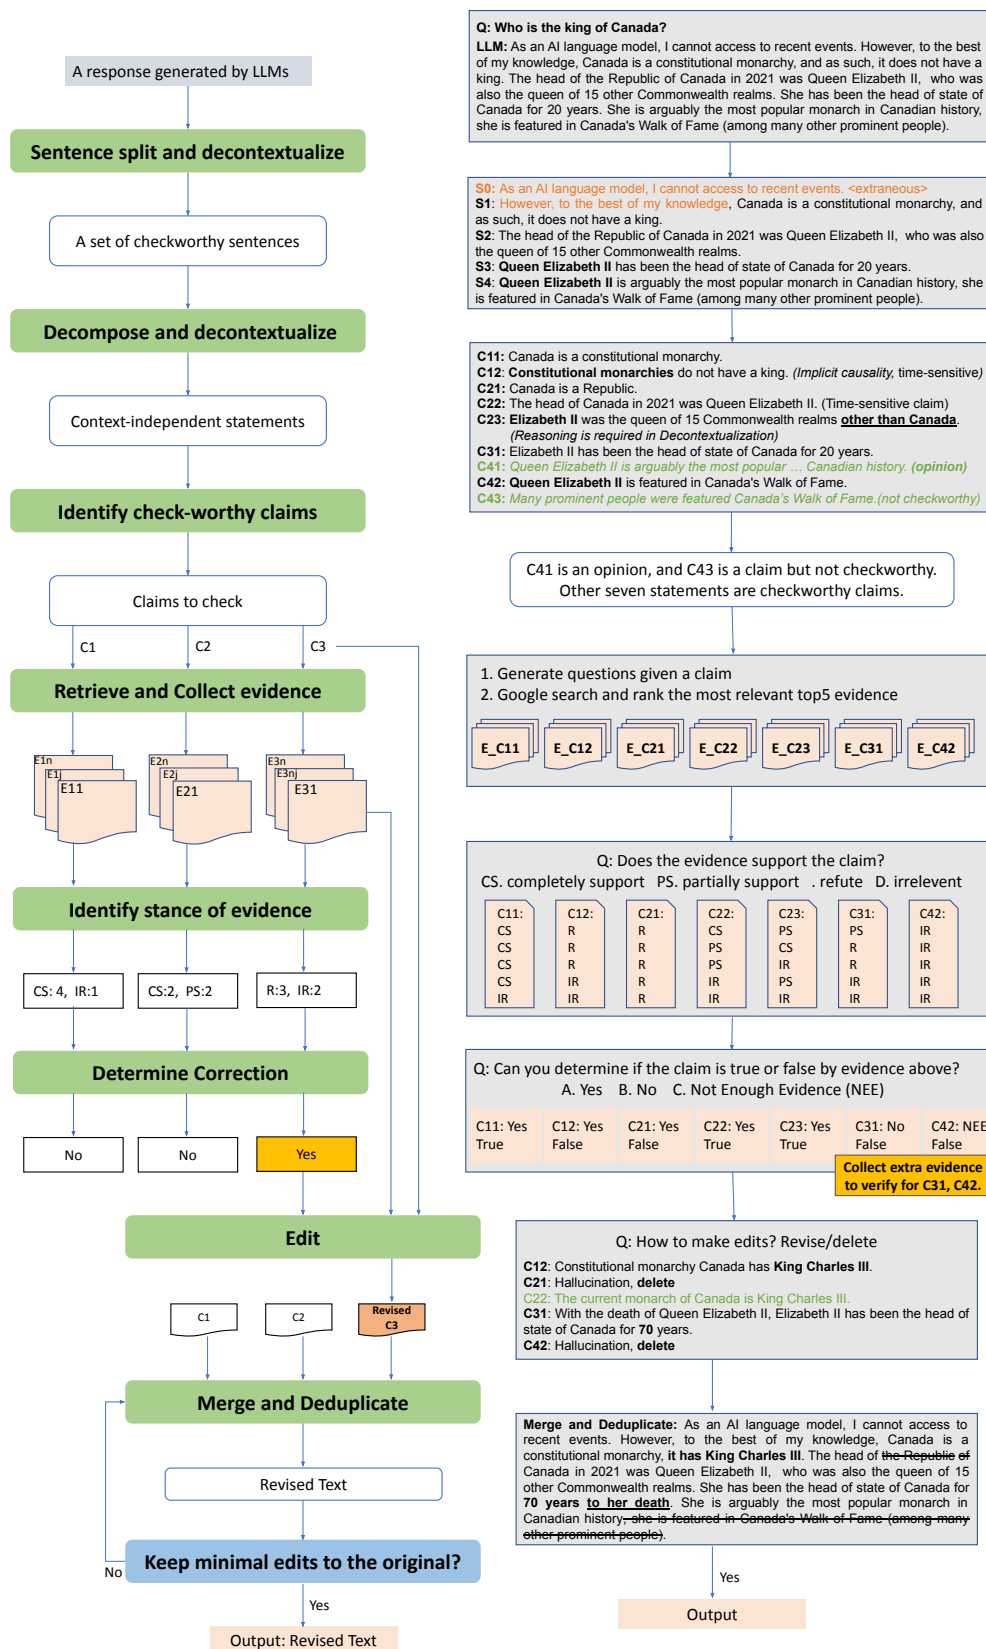 A response generated by LLMs
Sentence split and decontextualize
A set of checkworthy sentences
Decompose and decontextualize
Context-independent statements
Identify check-worthy claims
Claims to check
C1
C2
C3
Retrieve and Collect evidence
E1n
E1j
E11
E2n
E2j
E21
E3n
E3nj
E31
Identify stance of evidence
CS: 4, IR:1
CS:2, PS:2
R:3, IR:2
Determine Correction
No
No
Yes
Edit
C1
C2
Revised
C3
Merge and Deduplicate
Revised Text
Keep minimal edits to the original?
No
Yes
Output: Revised Text
Q: Who is the king of Canada?
LLM: As an AI language model, I cannot access to recent events. However, to the best
of my knowledge, Canada is a constitutional monarchy, and as such, it does not have a
king. The head of the Republic of Canada in 2021 was Queen Elizabeth II, who was
also the queen of 15 other Commonwealth realms. She has been the head of state of
Canada for 20 years. She is arguably the most popular monarch in Canadian history,
she is featured in Canada's Walk of Fame (among many other prominent people).
S0: As an AI language model, I cannot access to recent events. <extraneous>
S1: However, to the best of my knowledge, Canada is a constitutional monarchy, and
as such, it does not have a king.
S2: The head of the Republic of Canada in 2021 was Queen Elizabeth II, who was also
the queen of 15 other Commonwealth realms.
S3: Queen Elizabeth II has been the head of state of Canada for 20 years.
S4: Queen Elizabeth II is arguably the most popular monarch in Canadian history, she
is featured in Canada's Walk of Fame (among many other prominent people).
C11: Canada is a constitutional monarchy.
C12: Constitutional monarchies do not have a king. (Implicit causality, time-sensitive)
C21: Canada is a Republic.
C22: The head of Canada in 2021 was Queen Elizabeth II. (Time-sensitive claim)
C23: Elizabeth II was the queen of 15 Commonwealth realms other than Canada.
(Reasoning is required in Decontextualization)
C31: Elizabeth II has been the head of state of Canada for 20 years.
C41: Queen Elizabeth II is arguably the most popular … Canadian history. (opinion)
C42: Queen Elizabeth II is featured in Canada's Walk of Fame.
C43: Many prominent people were featured Canada's Walk of Fame.(not checkworthy)
C41 is an opinion, and C43 is a claim but not checkworthy.
Other seven statements are checkworthy claims.
1. Generate questions given a claim
2. Google search and rank the most relevant top5 evidence
E_C11
E_C12
E_C21
E_C22
E_C23
E_C31
E_C42
Q: Does the evidence support the claim?
CS. completely support PS. partially support . refute D. irrelevent
C11:
CS
CS
CS
CS
IR
C12:
R
R
R
IR
IR
C21:
R
R
R
R
R
C22:
CS
PS
PS
IR
IR
C23:
PS
CS
IR
PS
IR
C31:
PS
R
R
IR
IR
C42:
IR
IR
IR
IR
IR
Q: Can you determine if the claim is true or false by evidence above?
A. Yes B. No C. Not Enough Evidence (NEE)
C11: Yes
True
C12: Yes
False
C21: Yes
False
C22: Yes
True
C23: Yes
True
C31: No
False
C42: NEE
False
Collect extra evidence
to verify for C31, C42.
Q: How to make edits? Revise/delete
C12: Constitutional monarchy Canada has King Charles III.
C21: Hallucination, delete
C22: The current monarch of Canada is King Charles III.
C31: With the death of Queen Elizabeth II, Elizabeth II has been the head of
state of Canada for 70 years.
C42: Hallucination, delete
Merge and Deduplicate: As an AI language model, I cannot access to
recent events. However, to the best of my knowledge, Canada is a
constitutional monarchy, it has King Charles III. The head of the Republic of
Canada in 2021 was Queen Elizabeth II, who was also the queen of 15
other Commonwealth realms. She has been the head of state of Canada for
70 years to her death. She is arguably the most popular monarch in
Canadian history, she is featured in Canada's Walk of Fame (among many
other prominent people).
Yes
Output